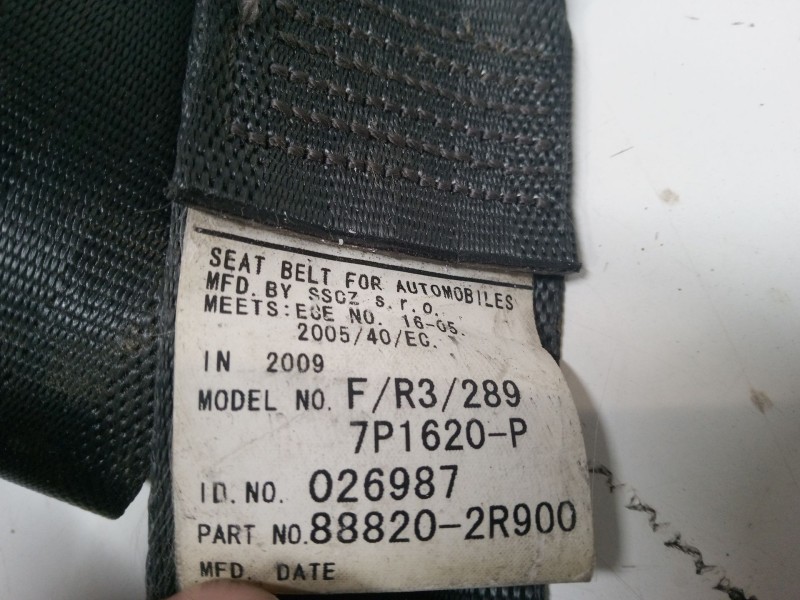 SEAT BELT FOR AUTOMOBILES
MFD. BY SSCZ s.r.o.
MEETS: ECE NO. 16-05.
2005/40/EC.
IN 2009
MODEL NO. F/R3/289
7P1620-P
ID. NO. 026987
PART NO. 88820-2R900
MFD. DATE